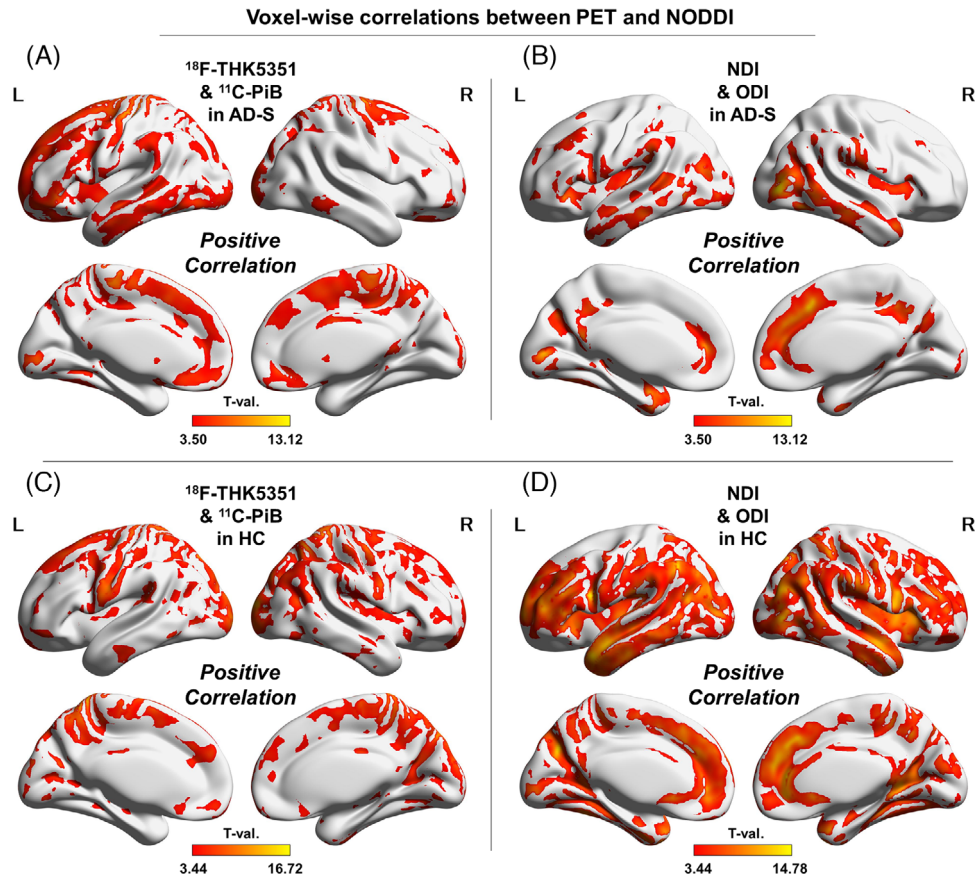 Voxel-wise correlations between PET and NODDI
(A)
¹⁸F-THK5351
& ¹¹C-PiB
in AD-S
L
R
Positive
Correlation
T-val.
3.50 13.12
(B)
NDI
& ODI
in AD-S
L
R
Positive
Correlation
T-val.
3.50 13.12
(C)
¹⁸F-THK5351
& ¹¹C-PiB
in HC
L
R
Positive
Correlation
T-val.
3.44 16.72
(D)
NDI
& ODI
in HC
L
R
Positive
Correlation
T-val.
3.44 14.78